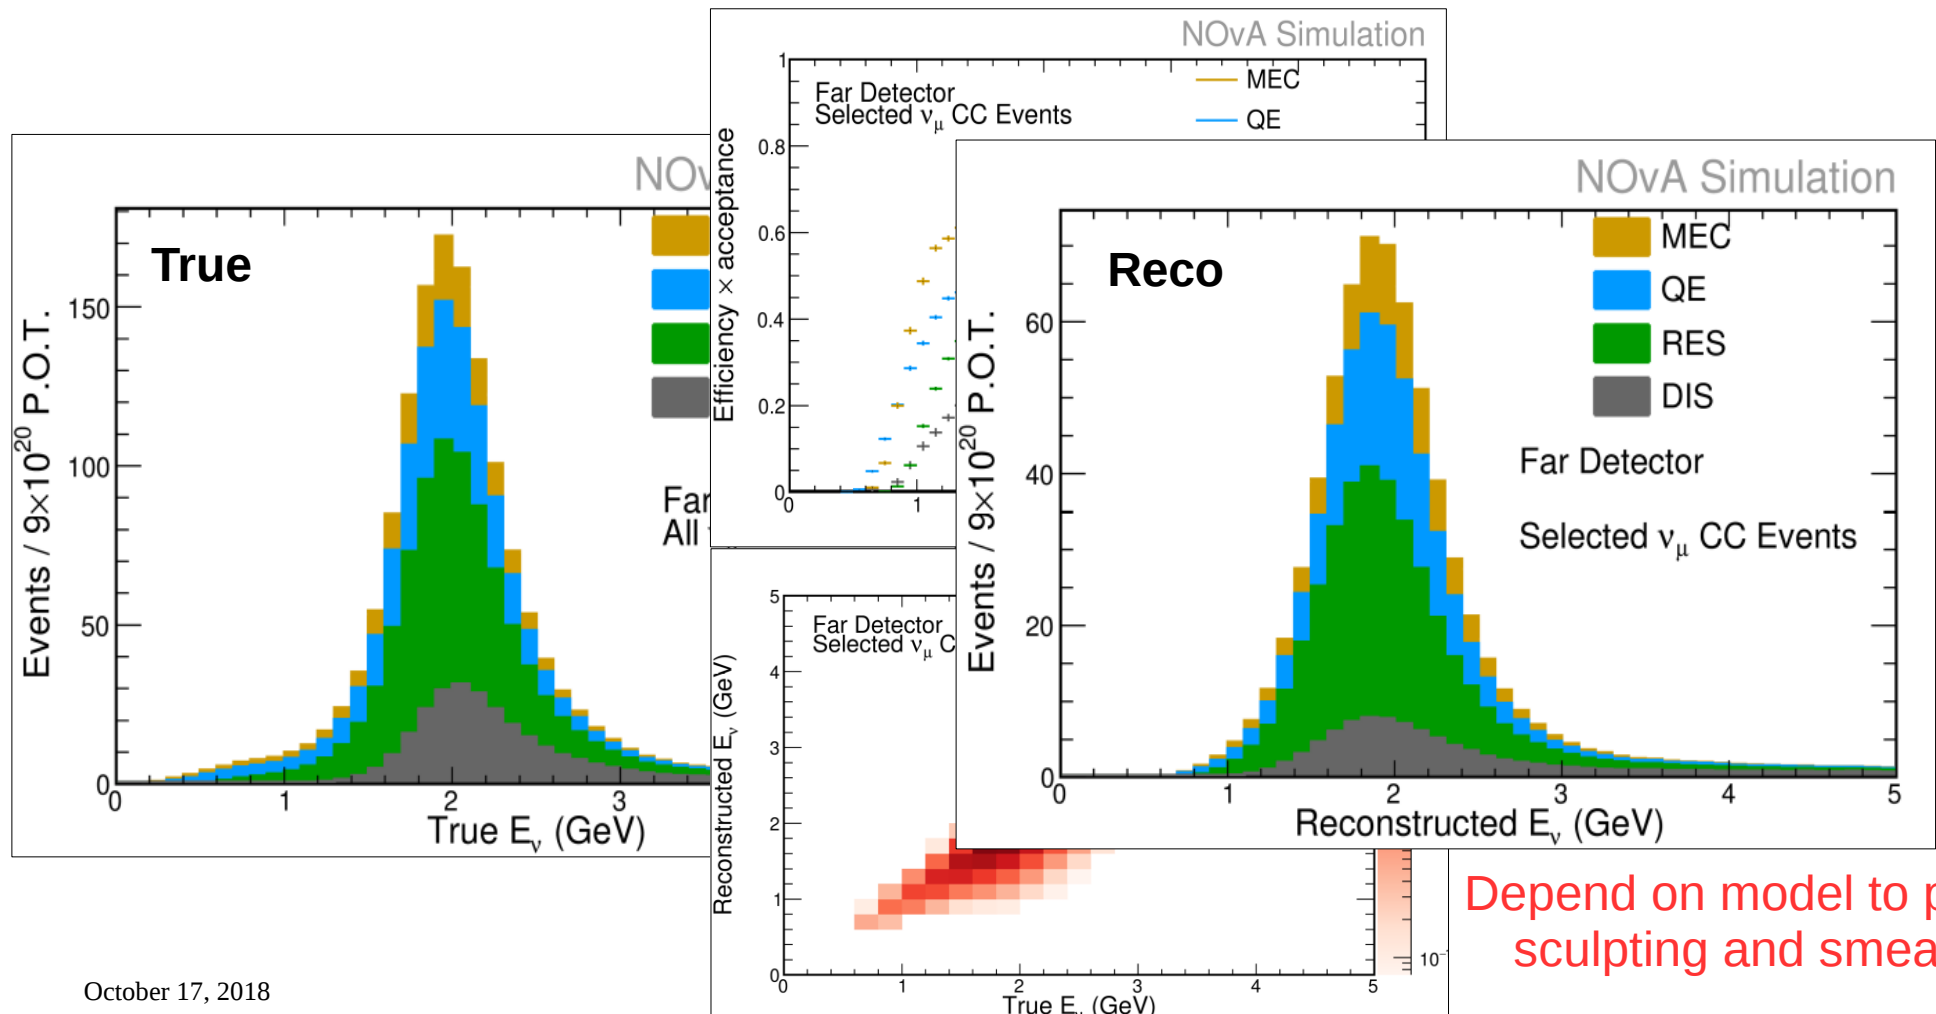 NOvA Simulation
1
0.8
0.6
0.4
0.2
0
0
1
Efficiency × acceptance
Far Detector
Selected νμ CC Events
MEC
QE
True
150
100
50
0
0
1
2
3
Events / 9×10²⁰ P.O.T.
True Eν (GeV)
Far
All
NOvA Simulation
Reco
MEC
QE
RES
DIS
Far Detector
Selected νμ CC Events
60
40
20
0
0
1
2
3
4
5
Events / 9×10²⁰ P.O.T.
Reconstructed Eν (GeV)
Far Detector
Selected νμ
5
4
3
2
1
0
0
1
2
3
4
5
Reconstructed Eν (GeV)
True Eν (GeV)
Depend on model to
sculpting and
October 17, 2018